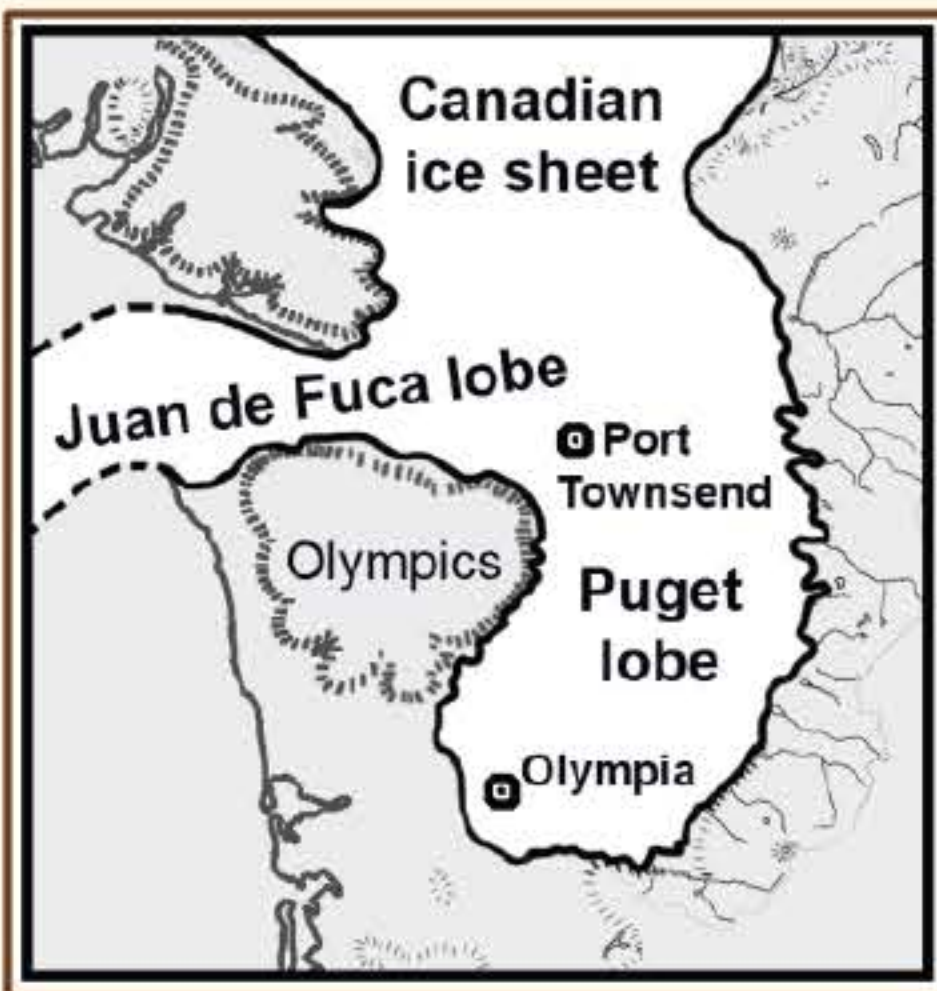 Canadian
ice sheet
Juan de Fuca lobe
Port
Townsend
Olympics
Puget
lobe
Olympia